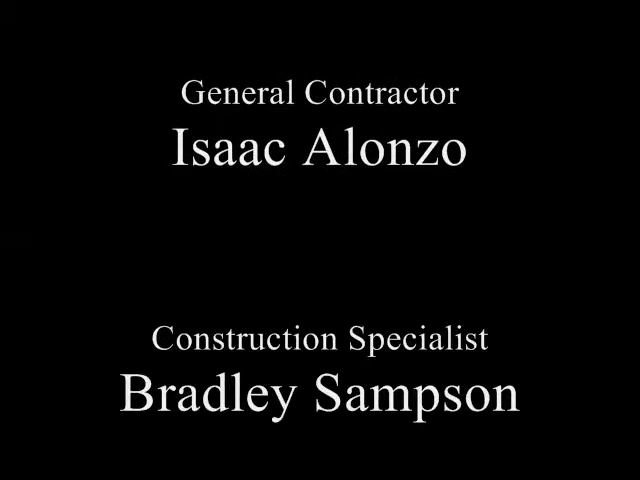 General Contractor
Isaac Alonzo
Construction Specialist
Bradley Sampson